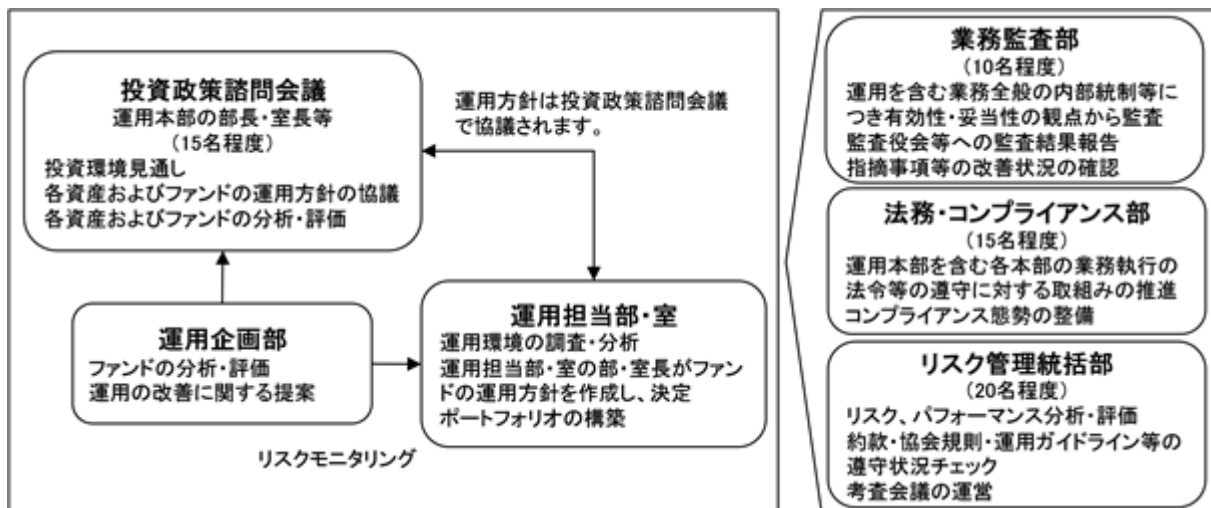 投資政策諮問会議
運用本部の部長・室長等
(15名程度)
投資環境見通し
各資産およびファンドの運用方針の協議
各資産およびファンドの分析・評価
運用方針は投資政策諮問会議
で協議されます。
運用企画部
ファンドの分析・評価
運用の改善に関する提案
運用担当部・室
運用環境の調査・分析
運用担当部・室の部・室長がファン
ドの運用方針を作成し、決定
ポートフォリオの構築
リスクモニタリング
業務監査部
(10名程度)
運用を含む業務全般の内部統制等に
つき有効性・妥当性の観点から監査
監査役会等への監査結果報告
指摘事項等の改善状況の確認
法務・コンプライアンス部
(15名程度)
運用本部を含む各本部の業務執行の
法令等の遵守に対する取組みの推進
コンプライアンス態勢の整備
リスク管理統括部
(20名程度)
リスク、パフォーマンス分析・評価
約款・協会規則・運用ガイドライン等の
遵守状況チェック
考査会議の運営